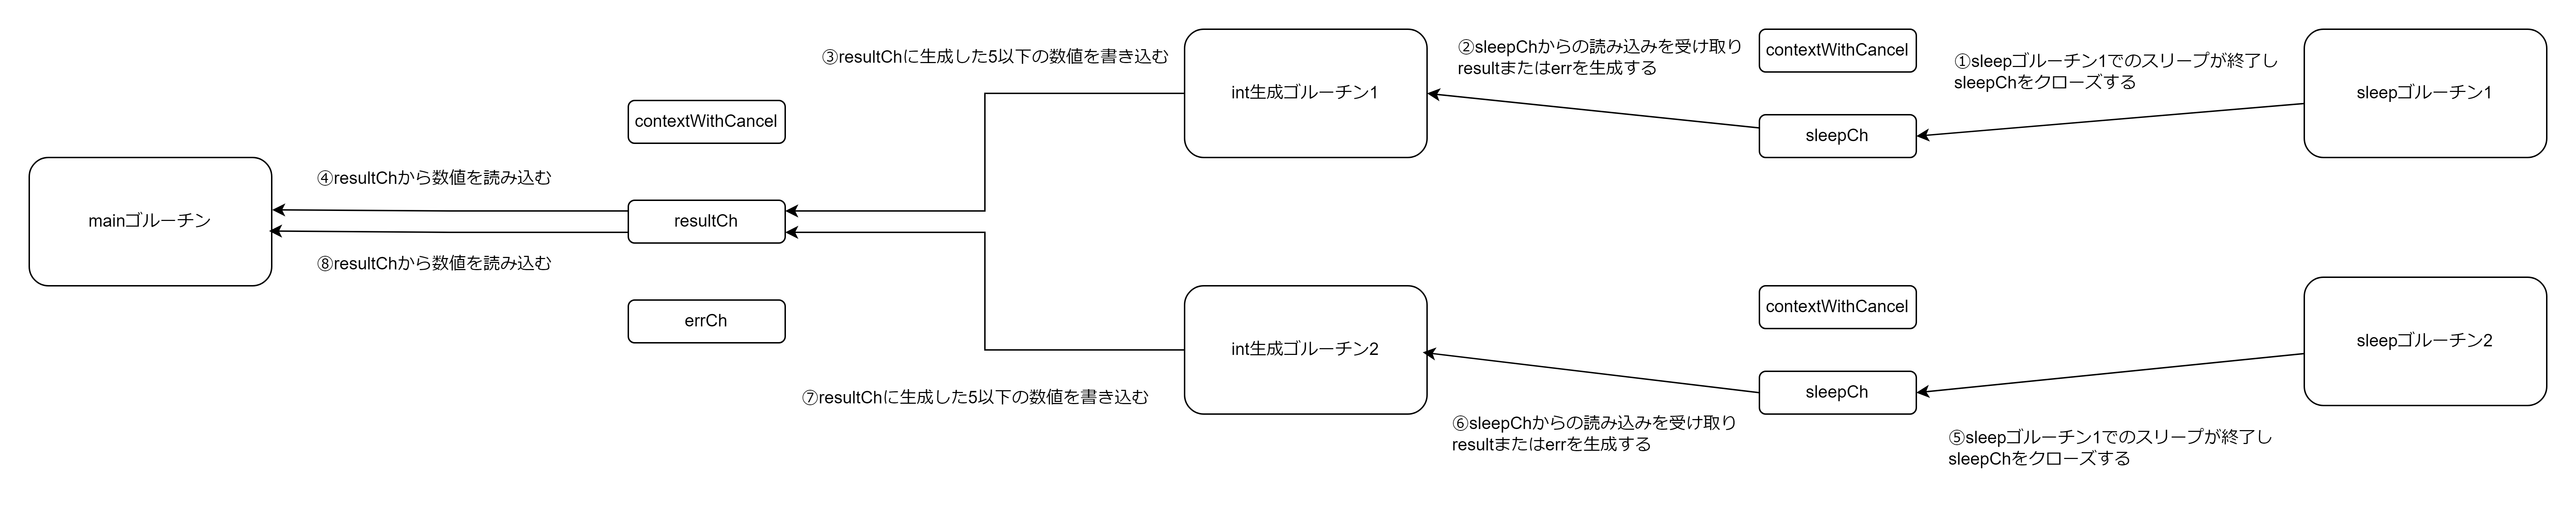 mainゴルーチン
④resultChから数値を読み込む
⑧resultChから数値を読み込む
contextWithCancel
resultCh
errCh
③resultChに生成した5以下の数値を書き込む
⑦resultChに生成した5以下の数値を書き込む
int生成ゴルーチン1
int生成ゴルーチン2
②sleepChからの読み込みを受け取り
resultまたはerrを生成する
contextWithCancel
sleepCh
①sleepゴルーチン1でのスリープが終了し
sleepChをクローズする
sleepゴルーチン1
contextWithCancel
sleepCh
⑥sleepChからの読み込みを受け取り
resultまたはerrを生成する
⑤sleepゴルーチン1でのスリープが終了し
sleepChをクローズする
sleepゴルーチン2